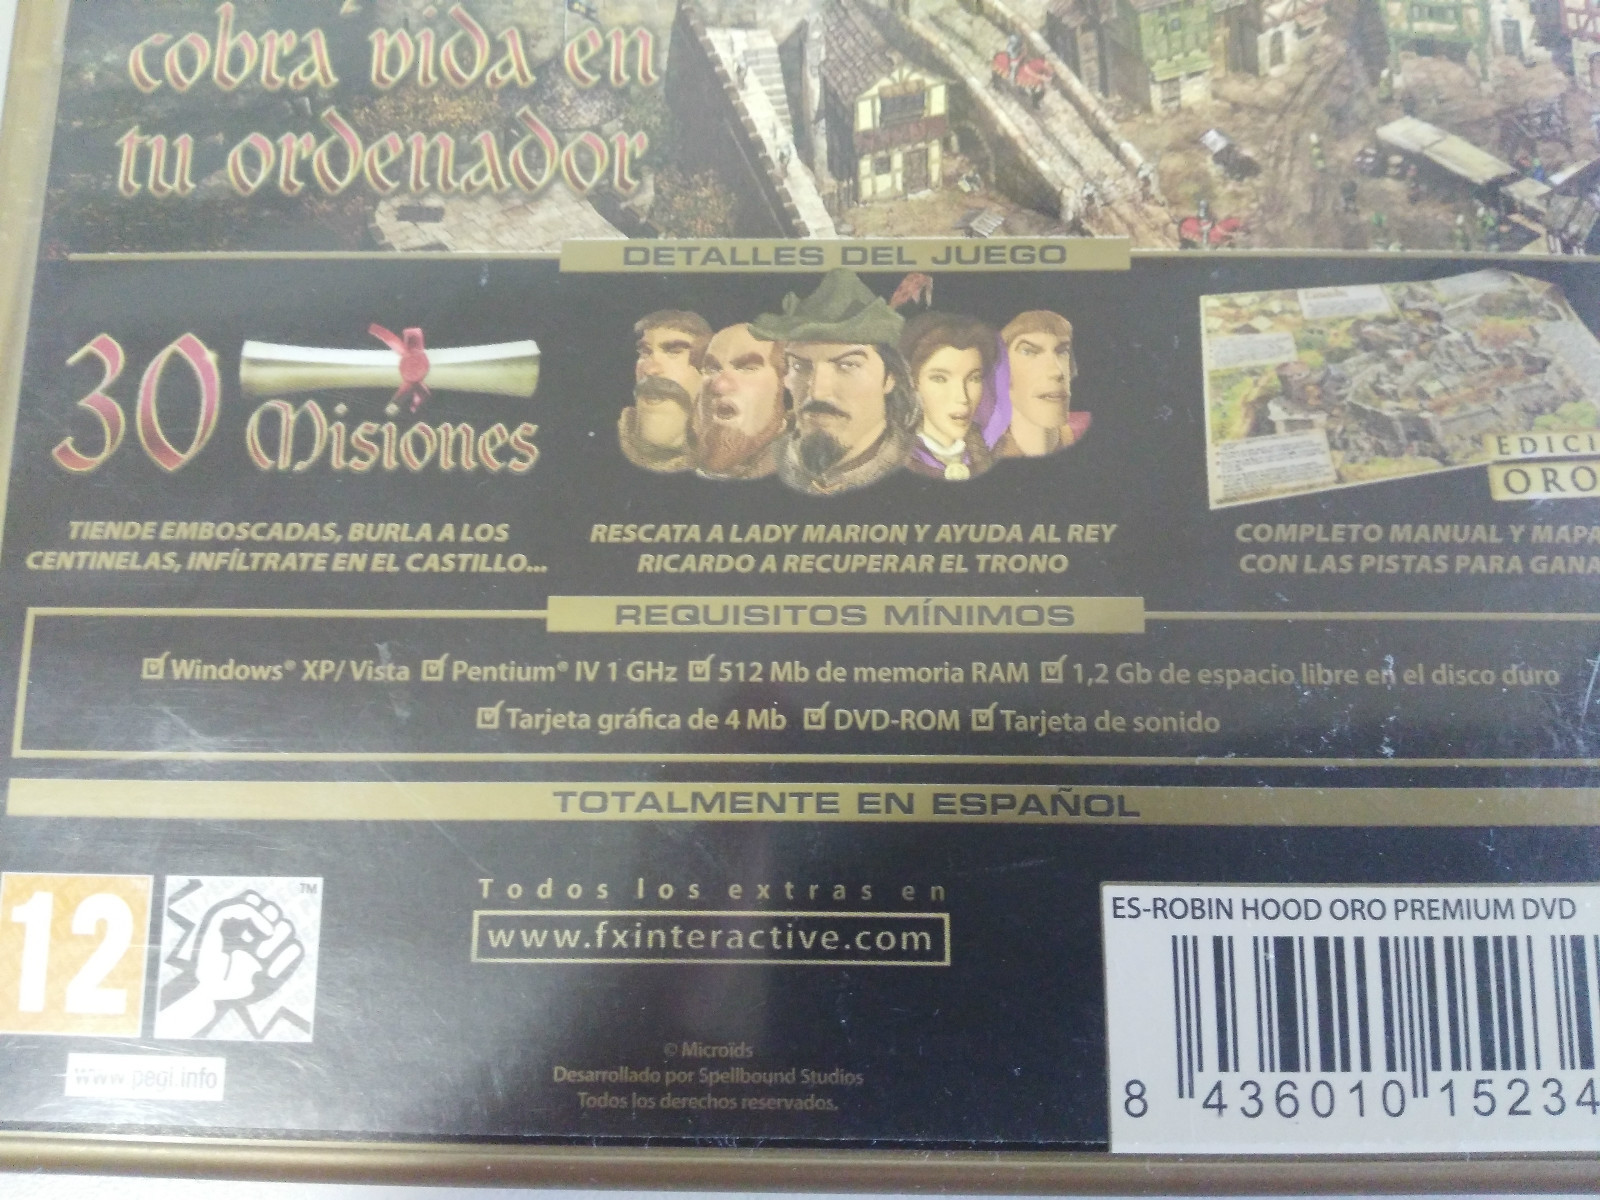 cobra vida en
tu ordenador
DETALLES DEL JUEGO
30 Misiones
TIENDE EMBOSCADAS, BURLA A LOS
CENTINELAS, INFÍLTRATE EN EL CASTILLO...
RESCATA A LADY MARION Y AYUDA AL REY
RICARDO A RECUPERAR EL TRONO
EDICI
ORO
COMPLETO MANUAL Y MAPA
CON LAS PISTAS PARA GANA
REQUISITOS MÍNIMOS
Windows® XP/Vista Pentium® IV 1 GHz 512 Mb de memoria RAM 1,2 Gb de espacio libre en el disco duro
Tarjeta gráfica de 4 Mb DVD-ROM Tarjeta de sonido
TOTALMENTE EN ESPAÑOL
12
TM
www.pegi.info
Todos los extras en
www.fxinteractive.com
© Microïds
Desarrollado por Spellbound Studios
Todos los derechos reservados.
ES-ROBIN HOOD ORO PREMIUM DVD
8 436010 15234